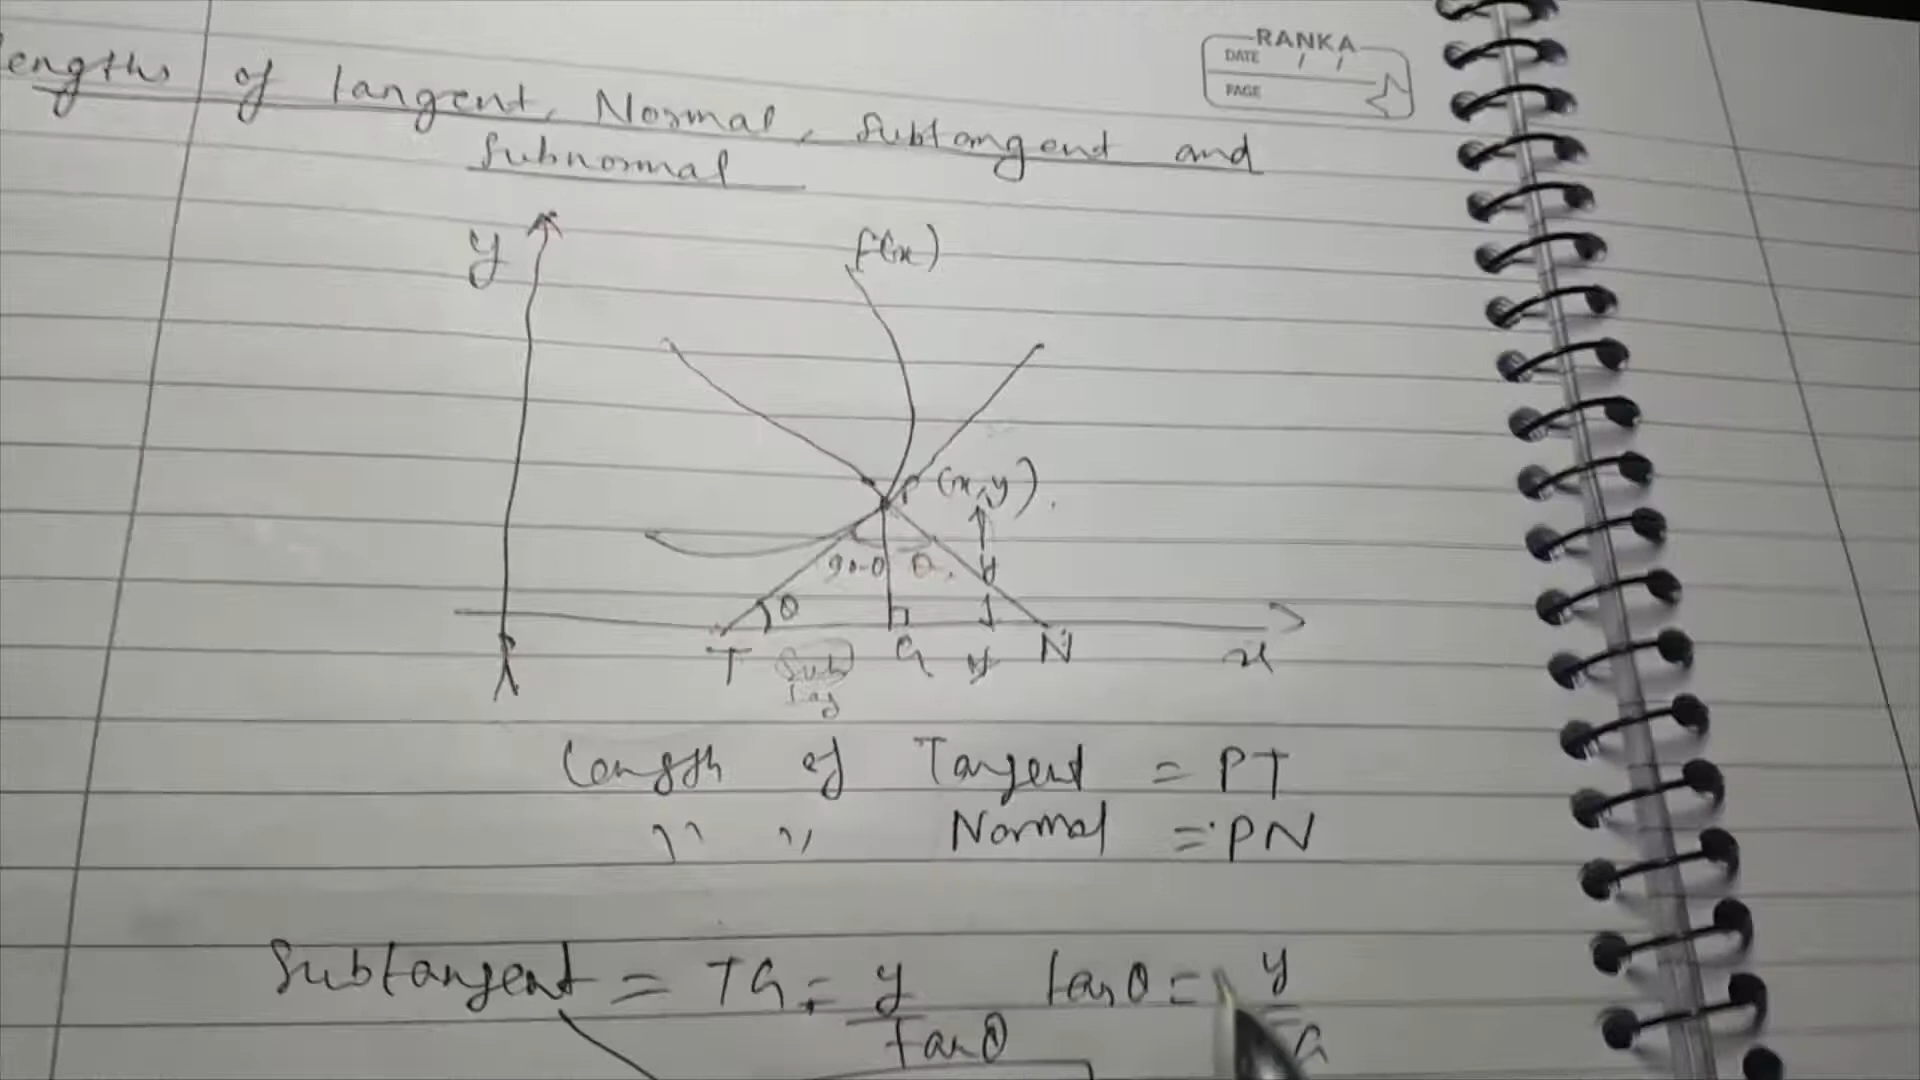 RANKA
DATE / /
PAGE
lengths of tangent, Normal, Subtangent and
Subnormal
y
f(x)
P (x,y).
90-θ θ
y
θ
T Sub G N x
Length of Tangent = PT
" " Normal = PN
Subtangent = TG = y/tanθ tanθ = y